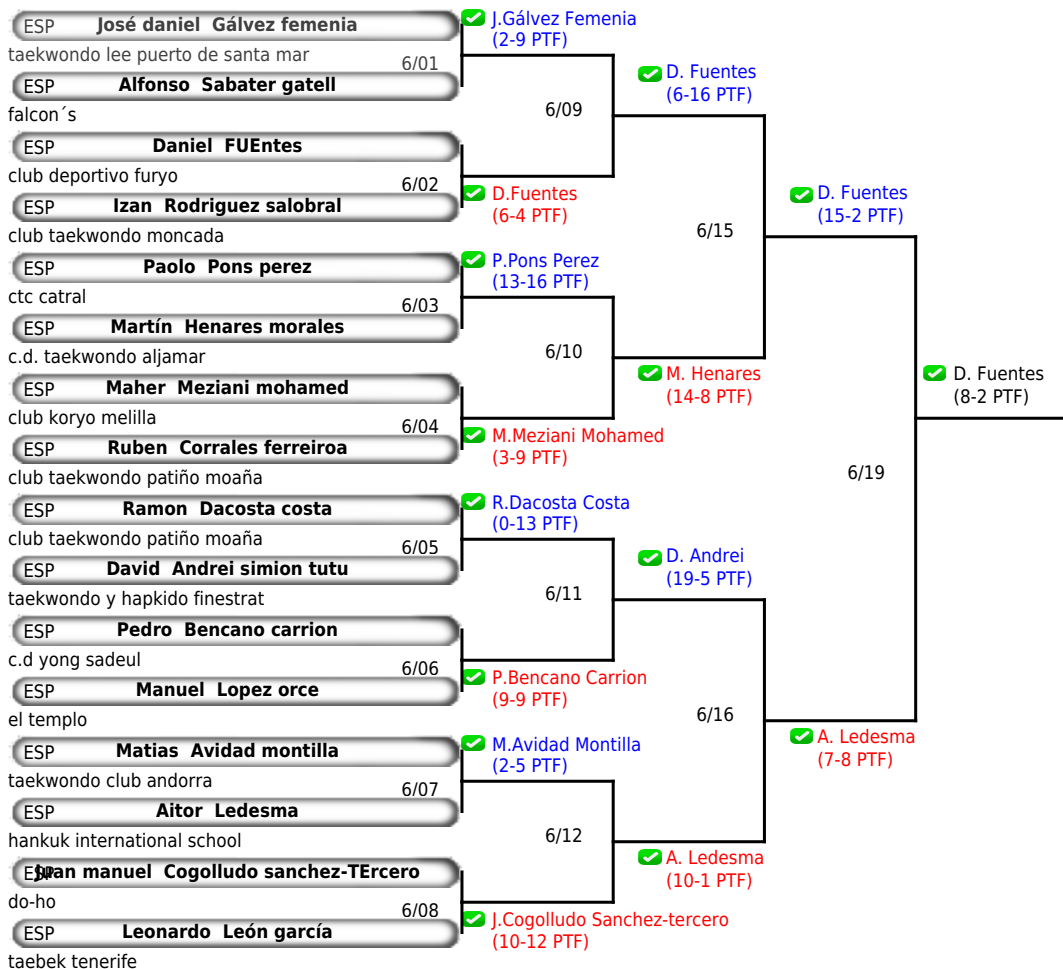 ESP José daniel Gálvez femenia
taekwondo lee puerto de santa mar
6/01
ESP Alfonso Sabater gatell
falcon´s
ESP Daniel FUEntes
club deportivo furyo
6/02
ESP Izan Rodriguez salobral
club taekwondo moncada
ESP Paolo Pons perez
ctc catral
6/03
ESP Martín Henares morales
c.d. taekwondo aljamar
ESP Maher Meziani mohamed
club koryo melilla
6/04
ESP Ruben Corrales ferreiroa
club taekwondo patiño moaña
ESP Ramon Dacosta costa
club taekwondo patiño moaña
6/05
ESP David Andrei simion tutu
taekwondo y hapkido finestrat
ESP Pedro Bencano carrion
c.d yong sadeul
6/06
ESP Manuel Lopez orce
el templo
ESP Matias Avidad montilla
taekwondo club andorra
6/07
ESP Aitor Ledesma
hankuk international school
ESP Juan manuel Cogolludo sanchez-TErcero
do-ho
6/08
ESP Leonardo León garcía
taebek tenerife
J.Gálvez Femenia
(2-9 PTF)
6/09
D.Fuentes
(6-4 PTF)
P.Pons Perez
(13-16 PTF)
6/10
M.Meziani Mohamed
(3-9 PTF)
R.Dacosta Costa
(0-13 PTF)
6/11
P.Bencano Carrion
(9-9 PTF)
M.Avidad Montilla
(2-5 PTF)
6/12
J.Cogolludo Sanchez-tercero
(10-12 PTF)
D. Fuentes
(6-16 PTF)
6/15
M. Henares
(14-8 PTF)
D. Andrei
(19-5 PTF)
6/16
A. Ledesma
(10-1 PTF)
D. Fuentes
(15-2 PTF)
6/19
A. Ledesma
(7-8 PTF)
D. Fuentes
(8-2 PTF)